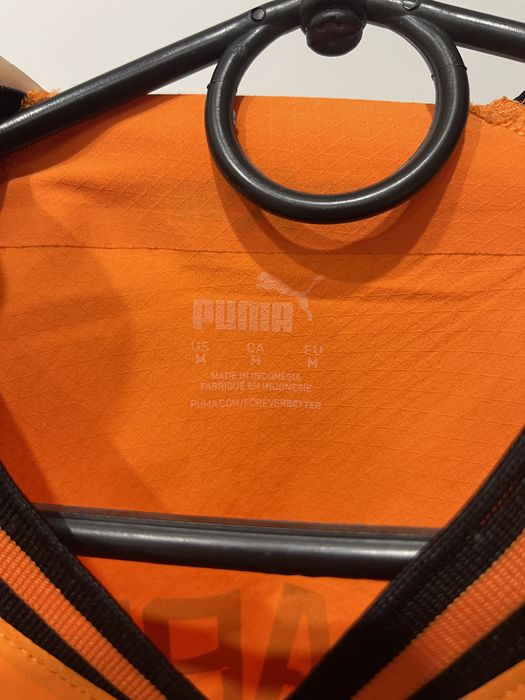 PUMA
US CA EU
M M M
MADE IN INDONESIA
FABRIQUÉ EN INDONÉSIE
PUMA.COM/FOREVERBETTER